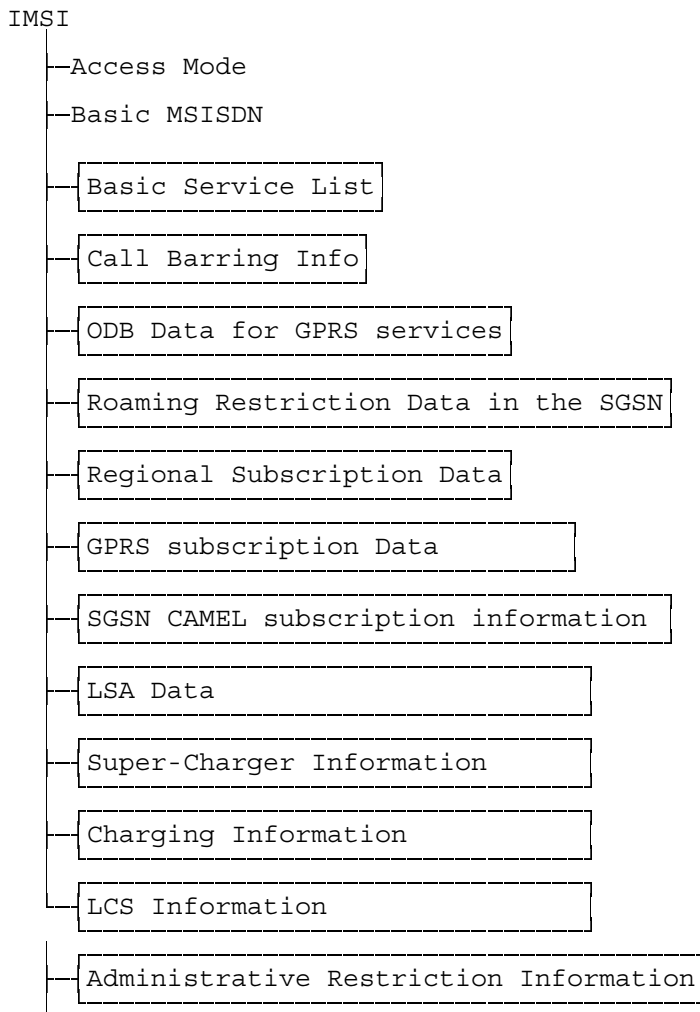 IMSI
Access Mode
Basic MSISDN
Basic Service List
Call Barring Info
ODB Data for GPRS services
Roaming Restriction Data in the SGSN
Regional Subscription Data
GPRS subscription Data
SGSN CAMEL subscription information
LSA Data
Super-Charger Information
Charging Information
LCS Information
Administrative Restriction Information